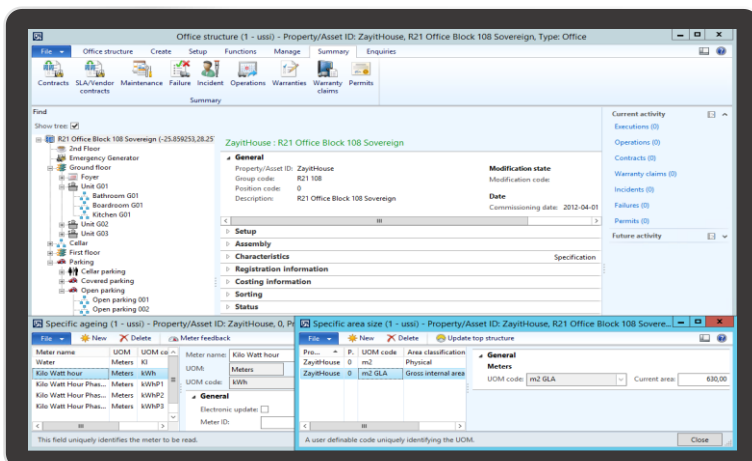 Office structure (1 - ussi) - Property/Asset ID: ZayitHouse, R21 Office Block 108 Sovereign, Type: Office
File Office structure Create Setup Functions Manage Summary Enquiries
Contracts SLA/Vendor contracts Maintenance Failure Incident Operations Warranties Warranty claims Permits
Summary
Find
Show tree:
R21 Office Block 108 Sovereign (-25.859253,28.25
2nd Floor
Emergency Generator
Ground floor
Foyer
Unit G01
Bathroom G01
Boardroom G01
Kitchen G01
Unit G02
Unit G03
Cellar
First floor
Parking
Cellar parking
Covered parking
Open parking
Open parking 001
Open parking 002
ZayitHouse : R21 Office Block 108 Sovereign
General
Property/Asset ID: ZayitHouse
Group code: R21 108
Position code: 0
Description: R21 Office Block 108 Sovereign
Modification state
Modification code:
Date
Commissioning date: 2012-04-01
Setup
Assembly
Characteristics Specification
Registration information
Costing information
Sorting
Status
Current activity
Executions (0)
Operations (0)
Contracts (0)
Warranty claims (0)
Incidents (0)
Failures (0)
Permits (0)
Future activity
Specific ageing (1 - ussi) - Property/Asset ID: ZayitHouse, 0, Pr
File New Delete Meter feedback
Meter name UOM UOM co
Water Meters Kl
Kilo Watt hour Meters kWh
Kilo Watt Hour Phas... Meters kWhP1
Kilo Watt Hour Phas... Meters kWhP2
Kilo Watt Hour Phas... Meters kWhP3
Meter name: Kilo Watt hour
UOM: Meters
UOM code: kWh
General
Electronic update:
Meter ID:
This field uniquely identifies the meter to be read.
Specific area size (1 - ussi) - Property/Asset ID: ZayitHouse, R21 Office Block 108 Sovere...
File New Delete Update top structure
Pro... P. UOM code Area classification
ZayitHouse 0 m2 Physical
ZayitHouse 0 m2 GLA Gross internal area
General
Meters
UOM code: m2 GLA Current area: 630,00
A user definable code uniquely identifying the UOM.
Close